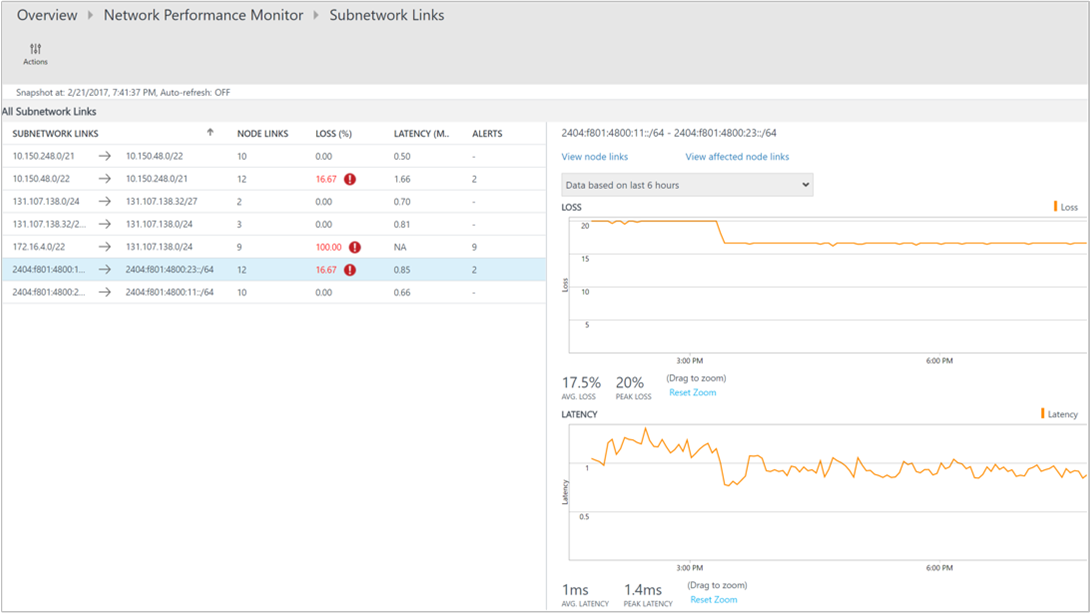 Overview Network Performance Monitor Subnetwork Links
Actions
Snapshot at: 2/21/2017, 7:41:37 PM, Auto-refresh: OFF
All Subnetwork Links
SUBNETWORK LINKS NODE LINKS LOSS (%) LATENCY (M.. ALERTS
10.150.248.0/21 10.150.48.0/22 10 0.00 0.50 -
10.150.48.0/22 10.150.248.0/21 12 16.67 1.66 2
131.107.138.0/24 131.107.138.32/27 2 0.00 0.70 -
131.107.138.32/2... 131.107.138.0/24 3 0.00 0.81 -
172.16.4.0/22 131.107.138.0/24 9 100.00 NA 9
2404:f801:4800:1... 2404:f801:4800:23::/64 12 16.67 0.85 2
2404:f801:4800:2... 2404:f801:4800:11::/64 10 0.00 0.66 -
2404:f801:4800:11::/64 - 2404:f801:4800:23::/64
View node links View affected node links
Data based on last 6 hours
LOSS Loss
20
15
Loss
10
5
3:00 PM 6:00 PM
17.5% 20% (Drag to zoom)
AVG. LOSS PEAK LOSS Reset Zoom
LATENCY Latency
1
Latency
0.5
3:00 PM 6:00 PM
1ms 1.4ms (Drag to zoom)
AVG. LATENCY PEAK LATENCY Reset Zoom